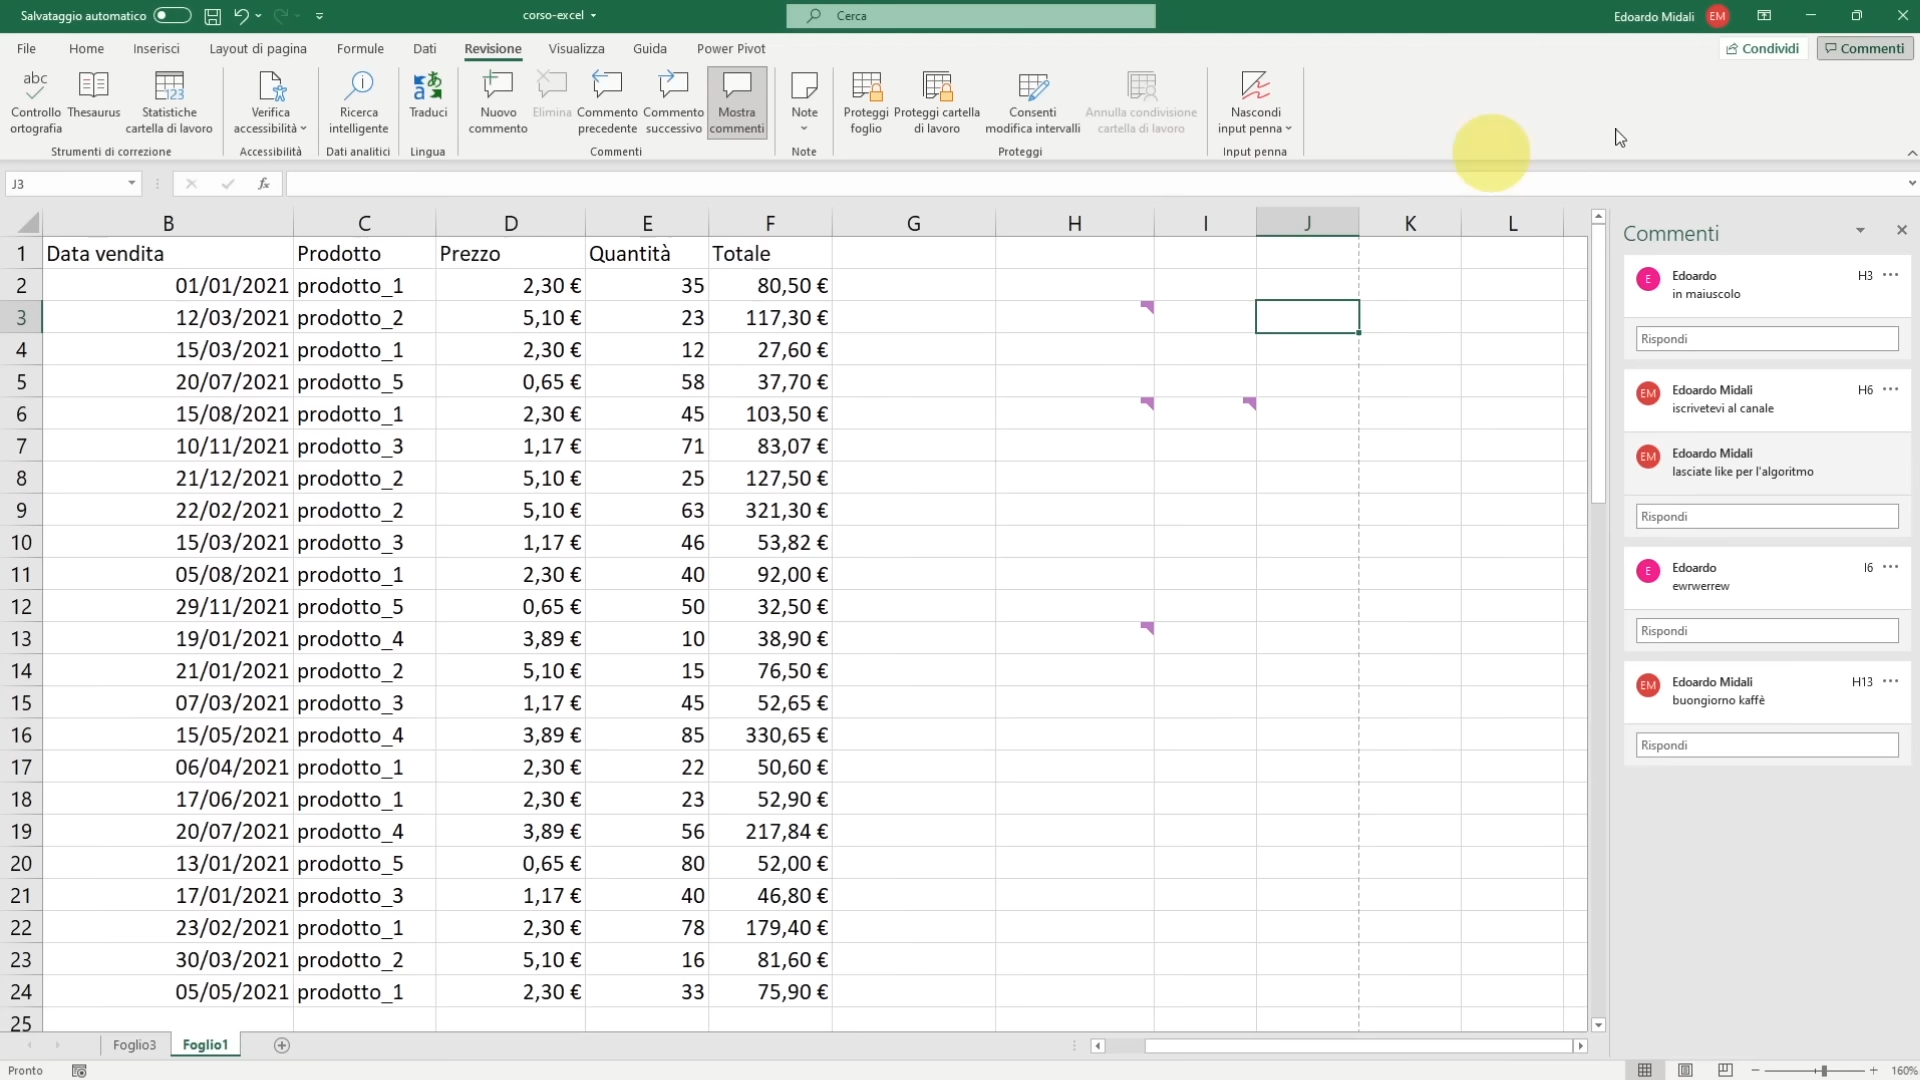 Salvataggio automatico
corso-excel
Cerca
Edoardo Midali EM
File Home Inserisci Layout di pagina Formule Dati Revisione Visualizza Guida Power Pivot
Condividi Commenti
abc
Controllo ortografia
Thesaurus
123
Statistiche cartella di lavoro
Strumenti di correzione
Verifica accessibilità
Accessibilità
Ricerca intelligente
Dati analitici
Traduci
Lingua
Nuovo commento
Elimina
Commento precedente
Commento successivo
Mostra commenti
Commenti
Note
Note
Proteggi foglio
Proteggi cartella di lavoro
Consenti modifica intervalli
Annulla condivisione cartella di lavoro
Proteggi
Nascondi input penna
Input penna
J3
fx
B C D E F G H I J K L
1 Data vendita Prodotto Prezzo Quantità Totale
2 01/01/2021 prodotto_1 2,30 € 35 80,50 €
3 12/03/2021 prodotto_2 5,10 € 23 117,30 €
4 15/03/2021 prodotto_1 2,30 € 12 27,60 €
5 20/07/2021 prodotto_5 0,65 € 58 37,70 €
6 15/08/2021 prodotto_1 2,30 € 45 103,50 €
7 10/11/2021 prodotto_3 1,17 € 71 83,07 €
8 21/12/2021 prodotto_2 5,10 € 25 127,50 €
9 22/02/2021 prodotto_2 5,10 € 63 321,30 €
10 15/03/2021 prodotto_3 1,17 € 46 53,82 €
11 05/08/2021 prodotto_1 2,30 € 40 92,00 €
12 29/11/2021 prodotto_5 0,65 € 50 32,50 €
13 19/01/2021 prodotto_4 3,89 € 10 38,90 €
14 21/01/2021 prodotto_2 5,10 € 15 76,50 €
15 07/03/2021 prodotto_3 1,17 € 45 52,65 €
16 15/05/2021 prodotto_4 3,89 € 85 330,65 €
17 06/04/2021 prodotto_1 2,30 € 22 50,60 €
18 17/06/2021 prodotto_1 2,30 € 23 52,90 €
19 20/07/2021 prodotto_4 3,89 € 56 217,84 €
20 13/01/2021 prodotto_5 0,65 € 80 52,00 €
21 17/01/2021 prodotto_3 1,17 € 40 46,80 €
22 23/02/2021 prodotto_1 2,30 € 78 179,40 €
23 30/03/2021 prodotto_2 5,10 € 16 81,60 €
24 05/05/2021 prodotto_1 2,30 € 33 75,90 €
25
Commenti
E Edoardo H3 ...
in maiuscolo
Rispondi
EM Edoardo Midali H6 ...
iscrivetevi al canale
EM Edoardo Midali
lasciate like per l'algoritmo
Rispondi
E Edoardo I6 ...
ewrwerrew
Rispondi
EM Edoardo Midali H13 ...
buongiorno kaffè
Rispondi
Foglio3 Foglio1
Pronto
160%